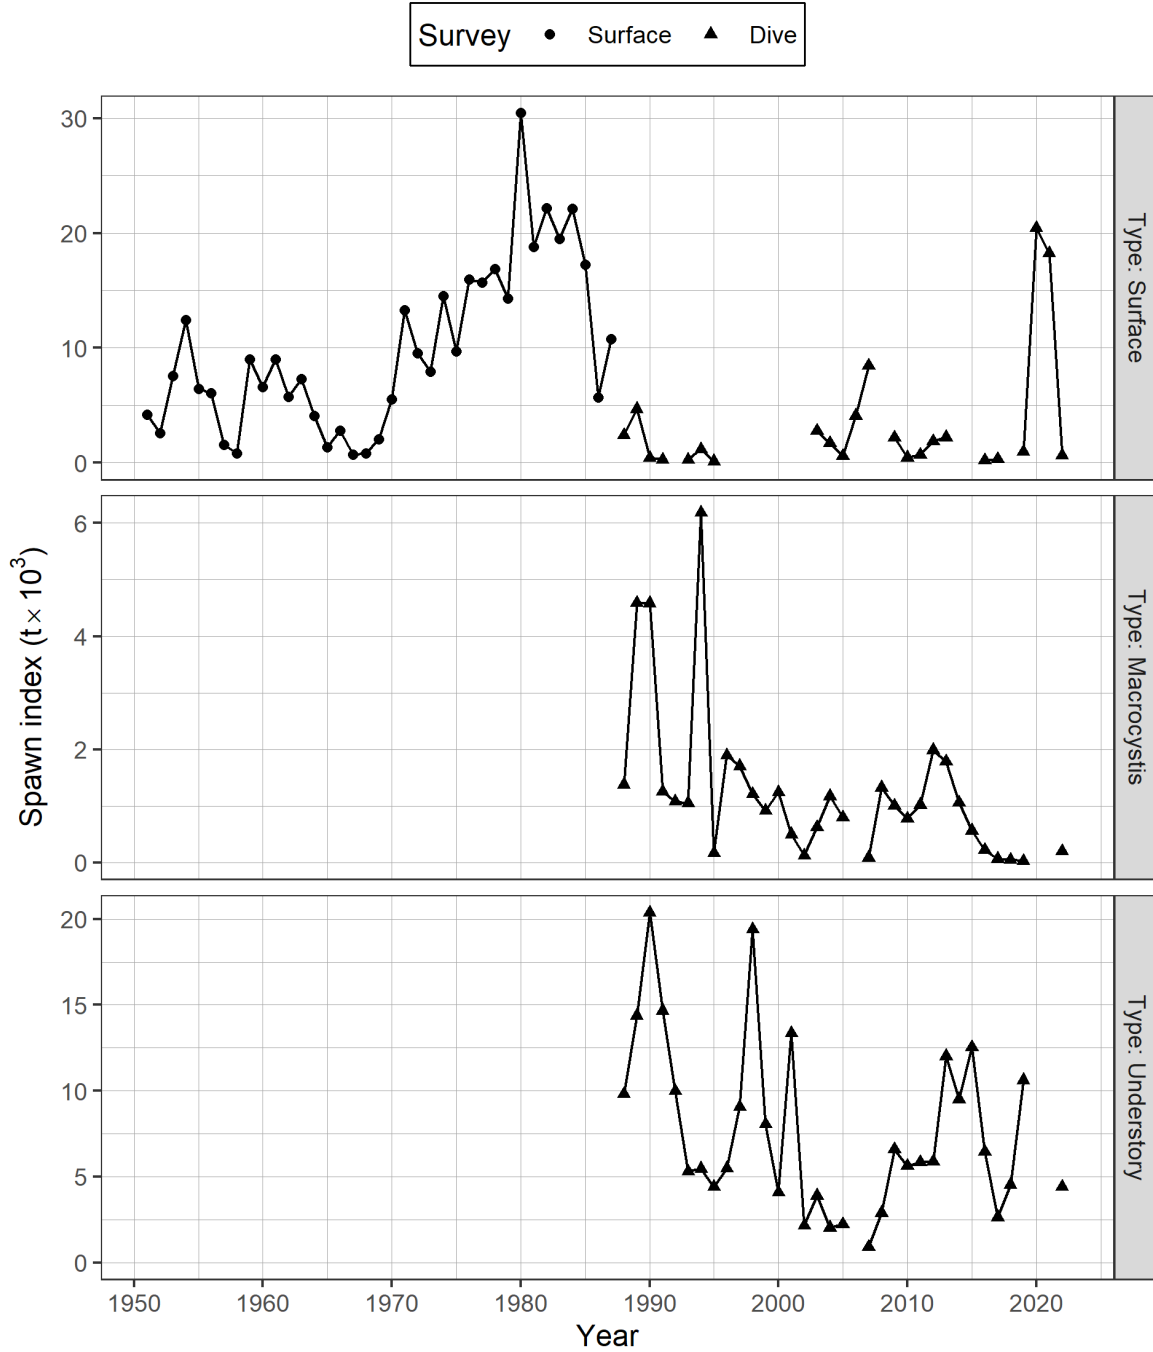 Survey Surface Dive
30
20
10
0
Type: Surface
Spawn index (t × 10³)
6
4
2
0
Type: Macrocystis
20
15
10
5
0
Type: Understory
1950 1960 1970 1980 1990 2000 2010 2020
Year